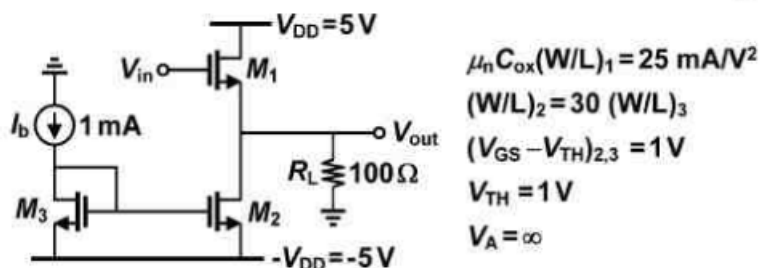 V_DD = 5 V
V_in
M_1
I_b
1 mA
V_out
R_L
100 Ω
M_3
M_2
-V_DD = -5 V
μ_nC_ox(W/L)_1 = 25 mA/V²
(W/L)_2 = 30 (W/L)_3
(V_GS – V_TH)_2,3 = 1 V
V_TH = 1 V
V_A = ∞